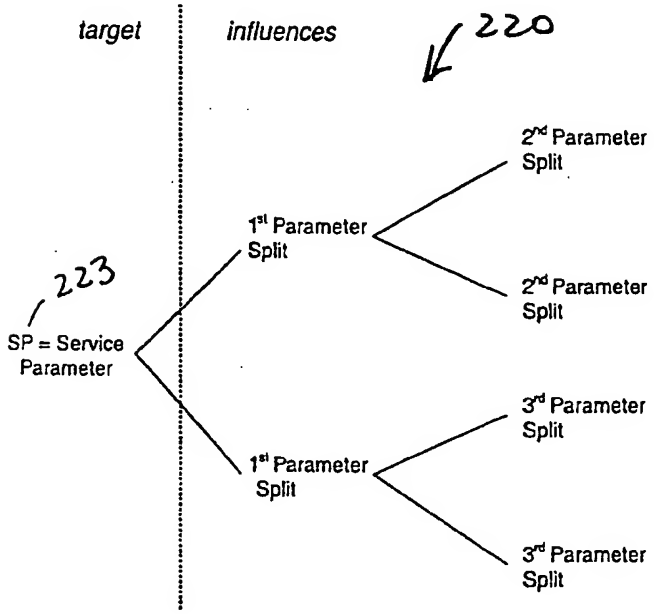 target
influences
220
2nd Parameter
Split
1st Parameter
Split
2nd Parameter
Split
223
SP = Service
Parameter
3rd Parameter
Split
1st Parameter
Split
3rd Parameter
Split